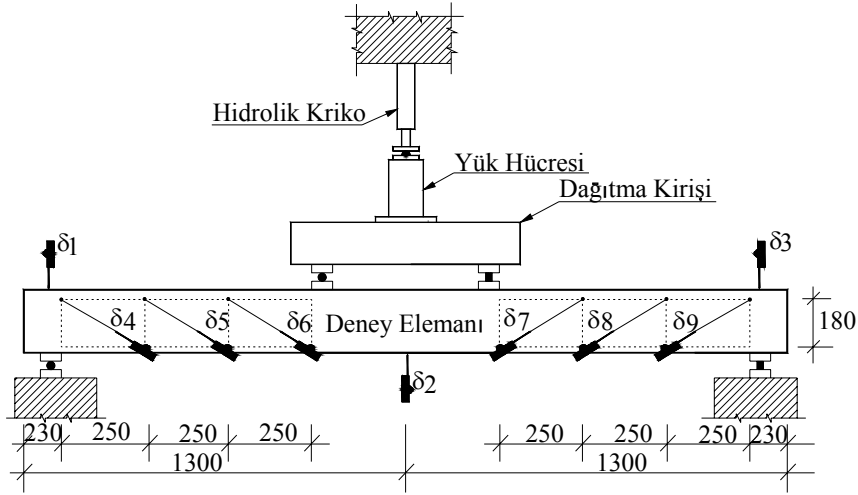 Hidrolik Kriko
Yük Hücresi
Dağıtma Kirişi
δ1
δ3
δ4
δ5
δ6
Deney Elemanı
δ7
δ8
δ9
180
δ2
230
250
250
250
250
250
250
230
1300
1300